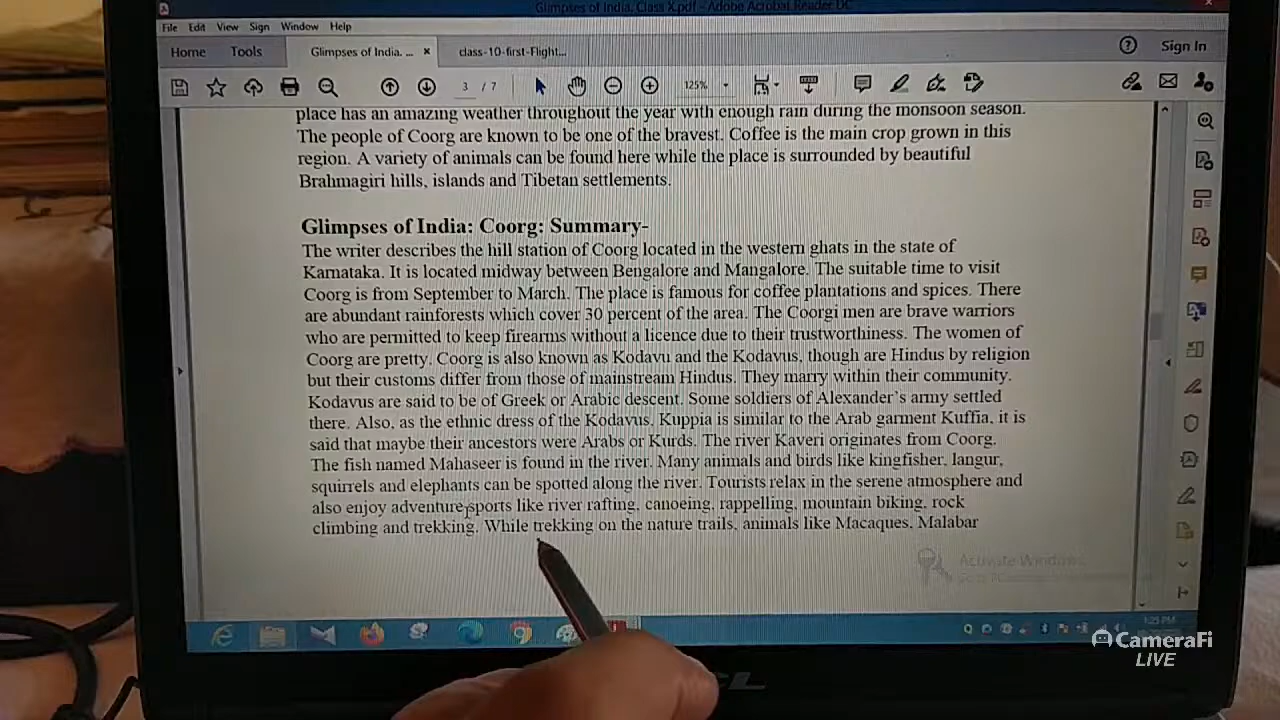 Glimpses of India, Class X.pdf - Adobe Acrobat Reader DC
File Edit View Sign Window Help
Home Tools Glimpses of India. ... × class-10-first-Flight... Sign In
3 / 7 125%
place has an amazing weather throughout the year with enough rain during the monsoon season.
The people of Coorg are known to be one of the bravest. Coffee is the main crop grown in this
region. A variety of animals can be found here while the place is surrounded by beautiful
Brahmagiri hills, islands and Tibetan settlements.
Glimpses of India: Coorg: Summary-
The writer describes the hill station of Coorg located in the western ghats in the state of
Karnataka. It is located midway between Bengalore and Mangalore. The suitable time to visit
Coorg is from September to March. The place is famous for coffee plantations and spices. There
are abundant rainforests which cover 30 percent of the area. The Coorgi men are brave warriors
who are permitted to keep firearms without a licence due to their trustworthiness. The women of
Coorg are pretty. Coorg is also known as Kodavu and the Kodavus, though are Hindus by religion
but their customs differ from those of mainstream Hindus. They marry within their community.
Kodavus are said to be of Greek or Arabic descent. Some soldiers of Alexander's army settled
there. Also, as the ethnic dress of the Kodavus, Kuppia is similar to the Arab garment Kuffia, it is
said that maybe their ancestors were Arabs or Kurds. The river Kaveri originates from Coorg.
The fish named Mahaseer is found in the river. Many animals and birds like kingfisher, langur,
squirrels and elephants can be spotted along the river. Tourists relax in the serene atmosphere and
also enjoy adventure sports like river rafting, canoeing, rappelling, mountain biking, rock
climbing and trekking. While trekking on the nature trails, animals like Macaques, Malabar
Activate Windows
1:25 PM
CameraFi
LIVE